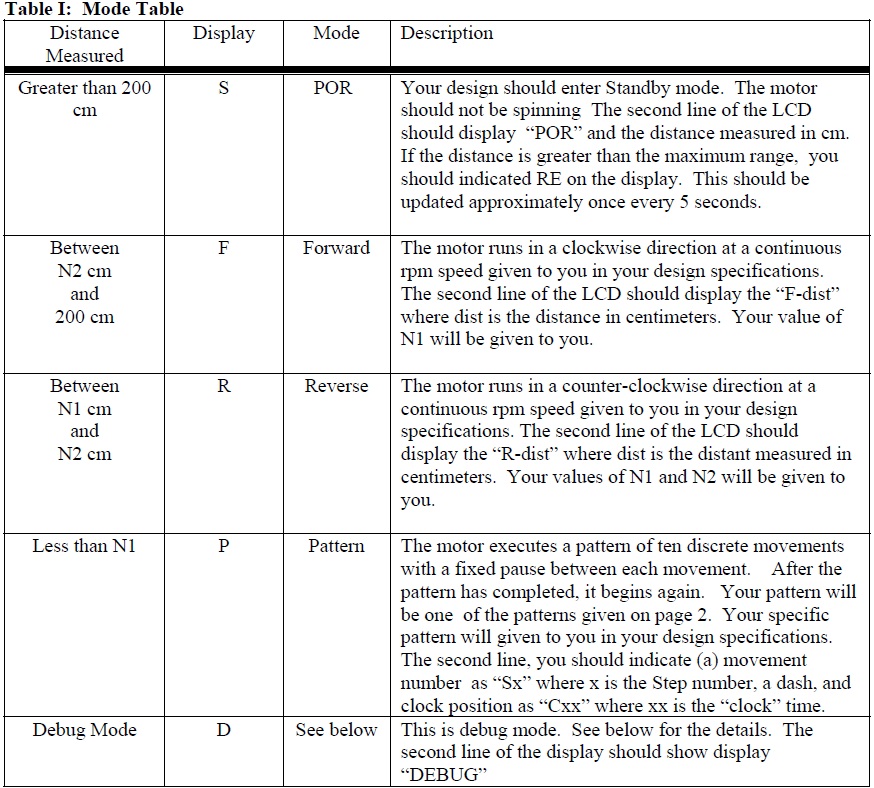 Table I:  Mode Table
Distance
Measured
Display
Mode
Description
Greater than 200
cm
S
POR
Your design should enter Standby mode.  The motor
should not be spinning  The second line of the LCD
should display  “POR” and the distance measured in cm.
If the distance is greater than the maximum range,  you
should indicated RE on the display.  This should be
updated approximately once every 5 seconds.
Between
N2 cm
and
200 cm
F
Forward
The motor runs in a clockwise direction at a continuous
rpm speed given to you in your design specifications.
The second line of the LCD should display the “F-dist”
where dist is the distance in centimeters.  Your value of
N1 will be given to you.
Between
N1 cm
and
N2 cm
R
Reverse
The motor runs in a counter-clockwise direction at a
continuous rpm speed given to you in your design
specifications. The second line of the LCD should
display the “R-dist” where dist is the distant measured in
centimeters.  Your values of N1 and N2 will be given to
you.
Less than N1
P
Pattern
The motor executes a pattern of ten discrete movements
with a fixed pause between each movement.    After the
pattern has completed, it begins again.   Your pattern will
be one  of the patterns given on page 2.  Your specific
pattern will given to you in your design specifications.
The second line, you should indicate (a) movement
number  as “Sx” where x is the Step number, a dash, and
clock position as “Cxx” where xx is the “clock” time.
Debug Mode
D
See below
This is debug mode.  See below for the details.  The
second line of the display should show display
“DEBUG”